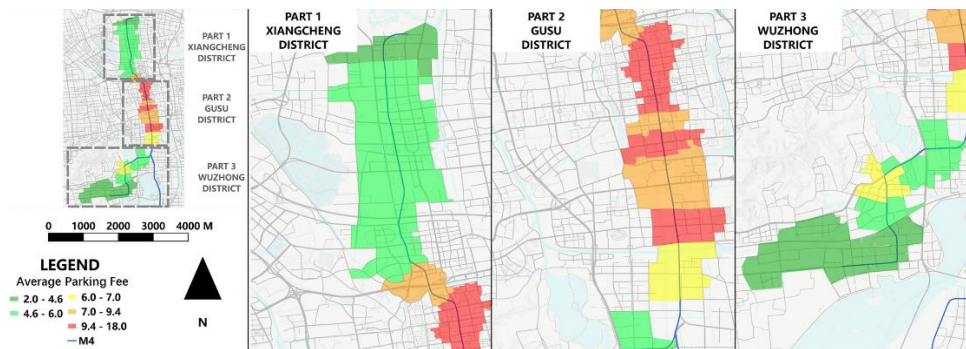 PART 1
XIANGCHENG
DISTRICT
PART 2
GUSU
DISTRICT
PART 3
WUZHONG
DISTRICT
0 1000 2000 3000 4000 M
LEGEND
Average Parking Fee
2.0 - 4.6
4.6 - 6.0
6.0 - 7.0
7.0 - 9.4
9.4 - 18.0
M4
N
PART 1
XIANGCHENG
DISTRICT
PART 2
GUSU
DISTRICT
PART 3
WUZHONG
DISTRICT